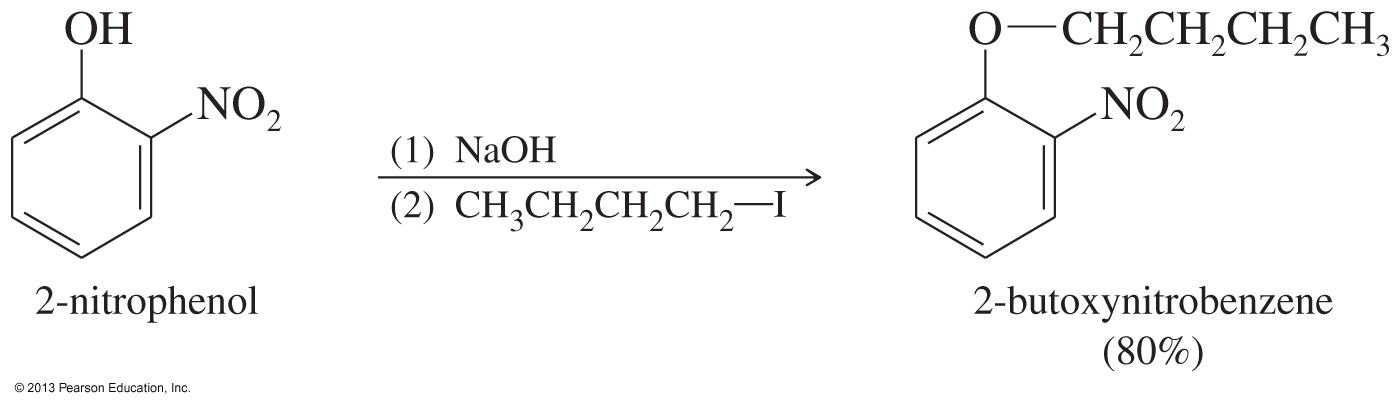 OH
NO₂
(1) NaOH
(2) CH₃CH₂CH₂CH₂—I
O—CH₂CH₂CH₂CH₃
NO₂
2-nitrophenol
2-butoxynitrobenzene
(80%)
© 2013 Pearson Education, Inc.